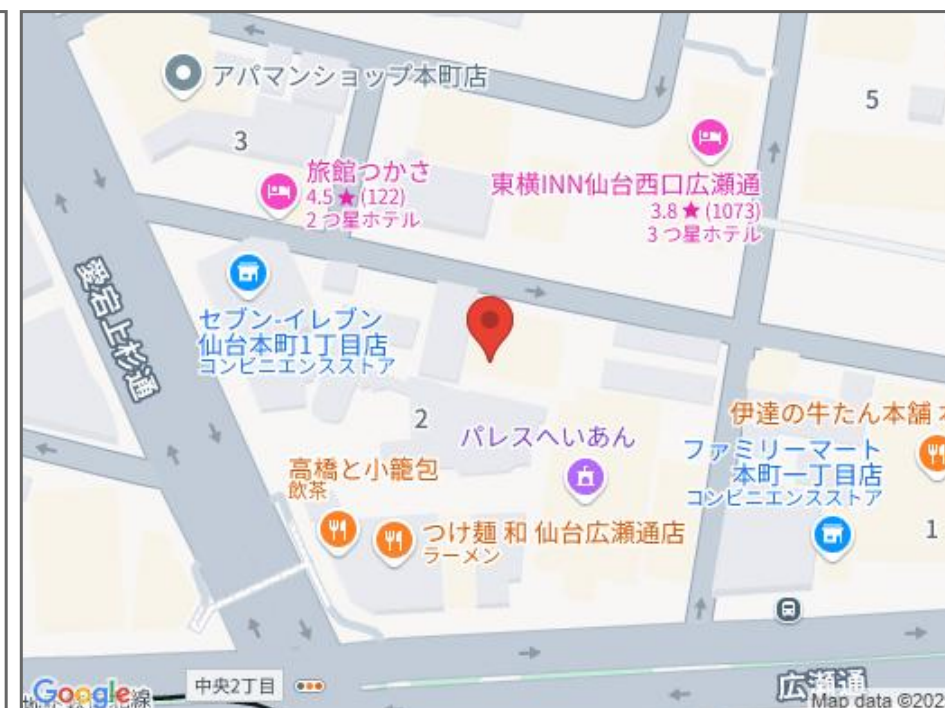 アパマンショップ本町店
5
3
旅館つかさ
4.5★(122)
2つ星ホテル
東横INN仙台西口広瀬通
3.8★(1073)
3つ星ホテル
セブン-イレブン
仙台本町1丁目店
コンビニエンスストア
愛宕上杉通
2
パレスへいあん
伊達の牛たん本舗
ファミリーマート
本町一丁目店
コンビニエンスストア
高橋と小籠包
飲茶
つけ麺 和 仙台広瀬通店
ラーメン
1
中央2丁目
広瀬通
Google
線
Map data ©202